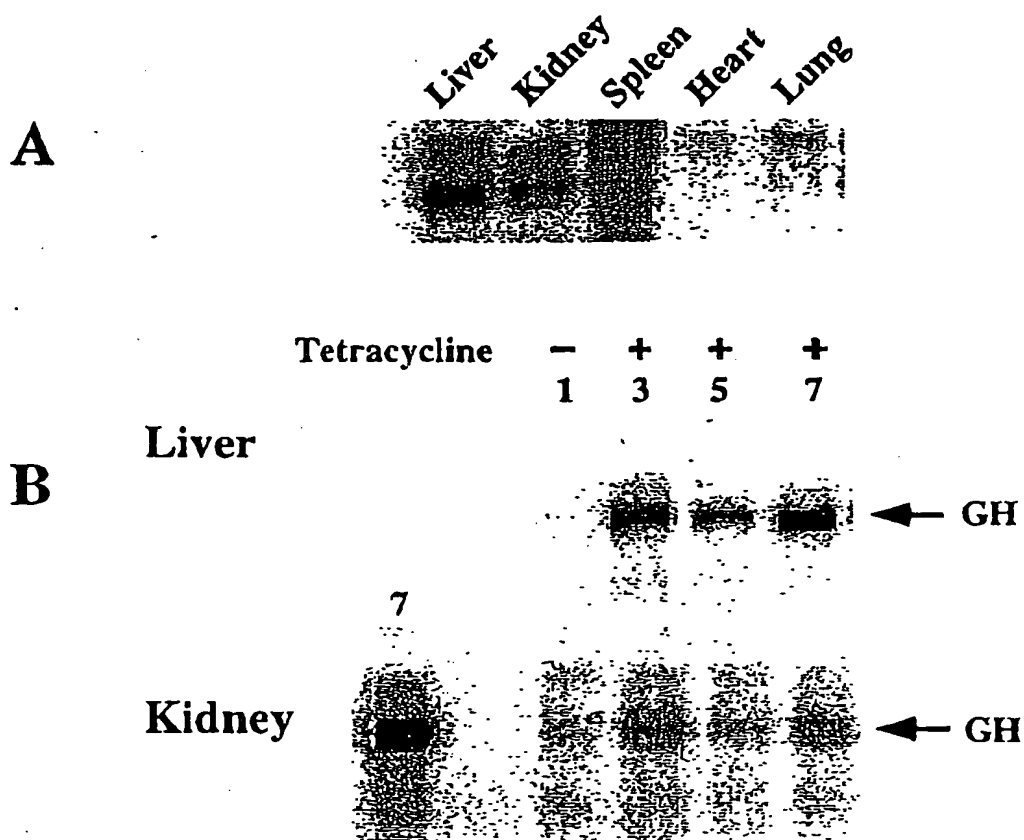 Liver Kidney Spleen Heart Lung
A
Tetracycline − + + +
1 3 5 7
Liver
B
GH
7
Kidney
GH